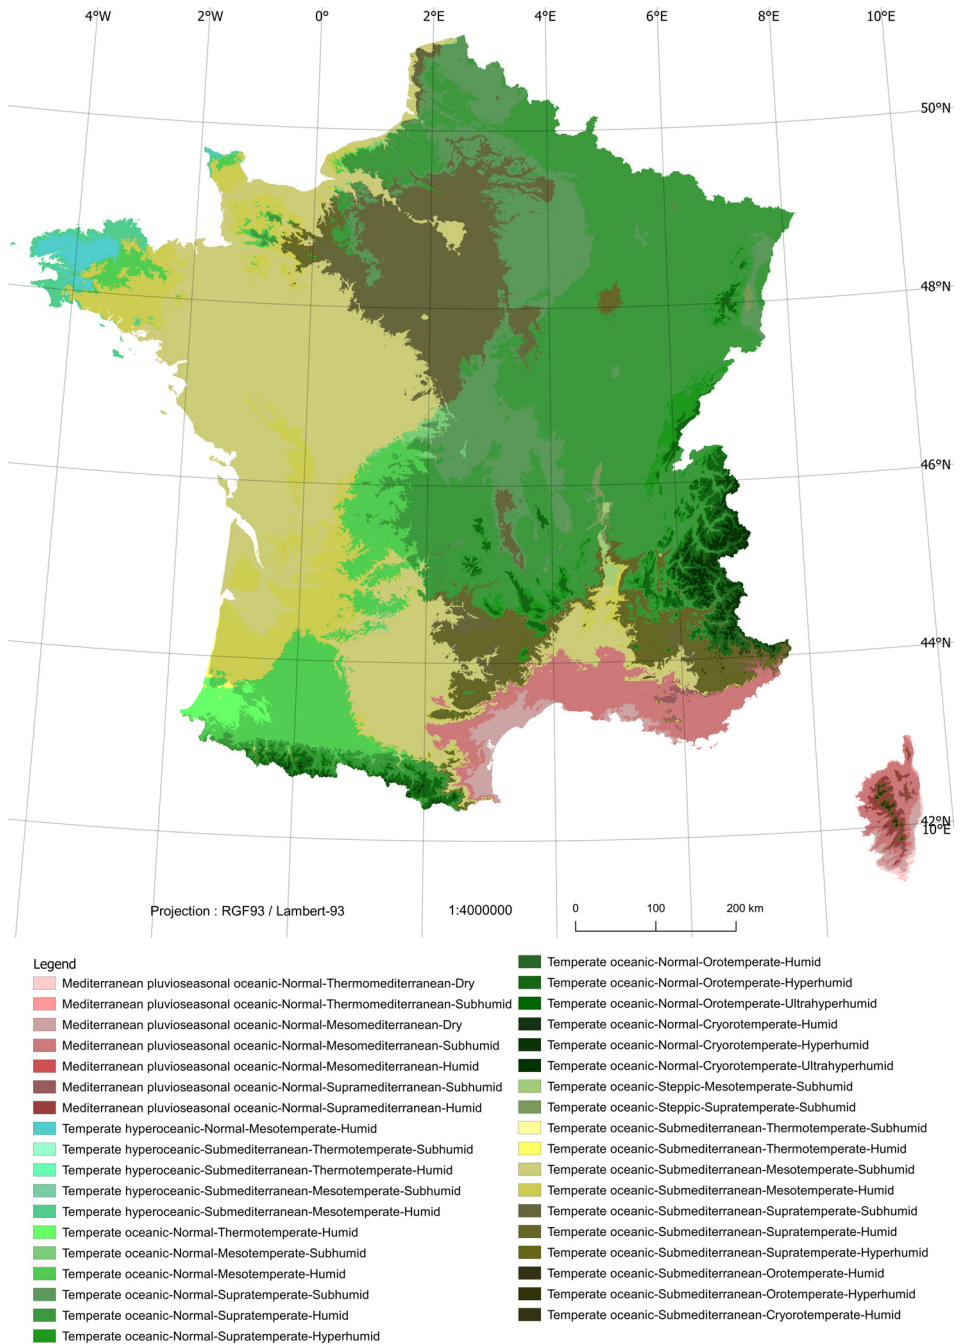 4°W
2°W
0°
2°E
4°E
6°E
8°E
10°E
50°N
48°N
46°N
44°N
42°N
10°E
Projection : RGF93 / Lambert-93
1:4000000
0
100
200 km
Legend
Mediterranean pluvioseasonal oceanic-Normal-Thermomediterranean-Dry
Mediterranean pluvioseasonal oceanic-Normal-Thermomediterranean-Subhumid
Mediterranean pluvioseasonal oceanic-Normal-Mesomediterranean-Dry
Mediterranean pluvioseasonal oceanic-Normal-Mesomediterranean-Subhumid
Mediterranean pluvioseasonal oceanic-Normal-Mesomediterranean-Humid
Mediterranean pluvioseasonal oceanic-Normal-Supramediterranean-Subhumid
Mediterranean pluvioseasonal oceanic-Normal-Supramediterranean-Humid
Temperate hyperoceanic-Normal-Mesotemperate-Humid
Temperate hyperoceanic-Submediterranean-Thermotemperate-Subhumid
Temperate hyperoceanic-Submediterranean-Thermotemperate-Humid
Temperate hyperoceanic-Submediterranean-Mesotemperate-Subhumid
Temperate hyperoceanic-Submediterranean-Mesotemperate-Humid
Temperate oceanic-Normal-Thermotemperate-Humid
Temperate oceanic-Normal-Mesotemperate-Subhumid
Temperate oceanic-Normal-Mesotemperate-Humid
Temperate oceanic-Normal-Supratemperate-Subhumid
Temperate oceanic-Normal-Supratemperate-Humid
Temperate oceanic-Normal-Supratemperate-Hyperhumid
Temperate oceanic-Normal-Orotemperate-Humid
Temperate oceanic-Normal-Orotemperate-Hyperhumid
Temperate oceanic-Normal-Orotemperate-Ultrahyperhumid
Temperate oceanic-Normal-Cryorotemperate-Humid
Temperate oceanic-Normal-Cryorotemperate-Hyperhumid
Temperate oceanic-Normal-Cryorotemperate-Ultrahyperhumid
Temperate oceanic-Steppic-Mesotemperate-Subhumid
Temperate oceanic-Steppic-Supratemperate-Subhumid
Temperate oceanic-Submediterranean-Thermotemperate-Subhumid
Temperate oceanic-Submediterranean-Thermotemperate-Humid
Temperate oceanic-Submediterranean-Mesotemperate-Subhumid
Temperate oceanic-Submediterranean-Mesotemperate-Humid
Temperate oceanic-Submediterranean-Supratemperate-Subhumid
Temperate oceanic-Submediterranean-Supratemperate-Humid
Temperate oceanic-Submediterranean-Supratemperate-Hyperhumid
Temperate oceanic-Submediterranean-Orotemperate-Humid
Temperate oceanic-Submediterranean-Orotemperate-Hyperhumid
Temperate oceanic-Submediterranean-Cryorotemperate-Humid